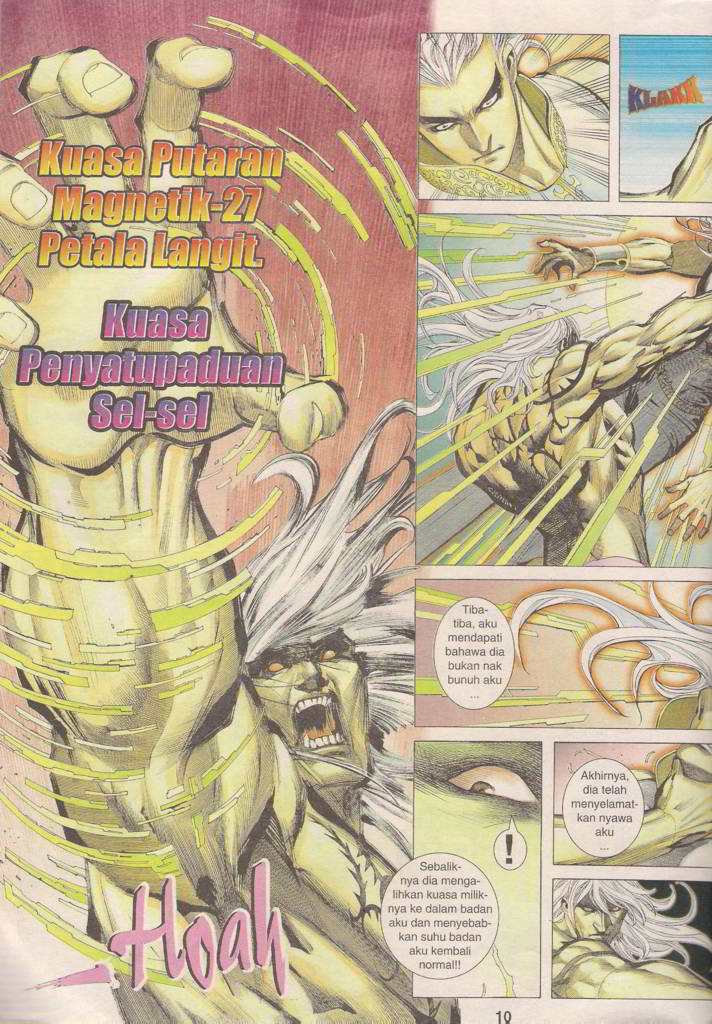 Kuasa Putaran
Magnetik-27
Petala Langit.
Kuasa
Penyatupaduan
Sel-sel
Hoah
KLAKK
Tiba-
tiba, aku
mendapati
bahawa dia
bukan nak
bunuh aku
...
!
Sebalik-
nya dia menga-
lihkan kuasa milik-
nya ke dalam badan
aku dan menyebab-
kan suhu badan
aku kembali
normal!!
Akhirnya,
dia telah
menyelamat-
kan nyawa
aku
...
10